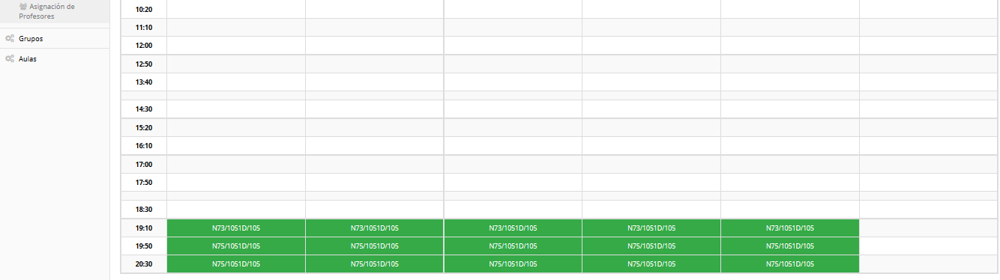 Asignación de
Profesores
Grupos
Aulas
10:20
11:10
12:00
12:50
13:40
14:30
15:20
16:10
17:00
17:50
18:30
19:10 N73/1051D/105 N73/1051D/105 N73/1051D/105 N73/1051D/105 N73/1051D/105
19:50 N75/1051D/105 N75/1051D/105 N75/1051D/105 N75/1051D/105 N75/1051D/105
20:30 N75/1051D/105 N75/1051D/105 N75/1051D/105 N75/1051D/105 N75/1051D/105